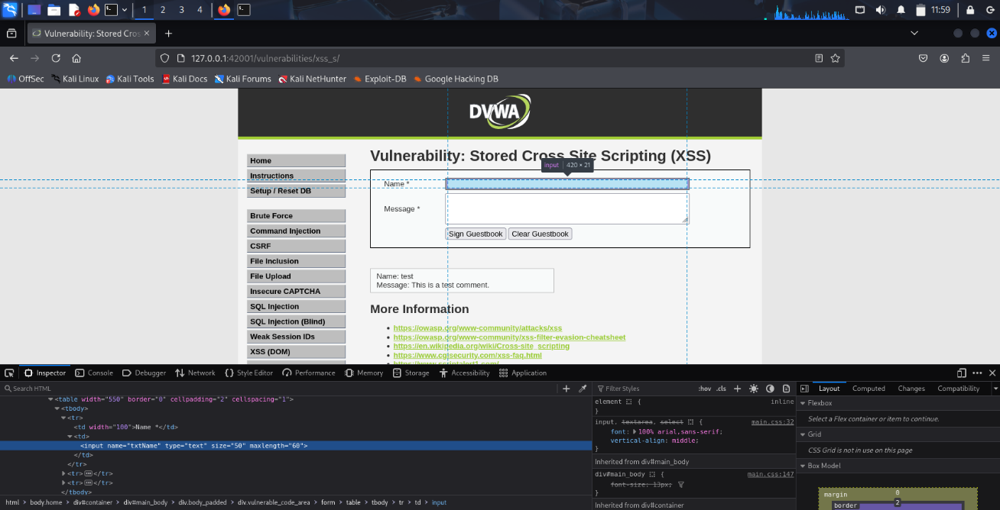 1 2 3 4 11:59
Vulnerability: Stored Cros
127.0.0.1:42001/vulnerabilities/xss_s/
OffSec Kali Linux Kali Tools Kali Docs Kali Forums Kali NetHunter Exploit-DB Google Hacking DB
DVWA
Home
Instructions
Setup / Reset DB
Brute Force
Command Injection
CSRF
File Inclusion
File Upload
Insecure CAPTCHA
SQL Injection
SQL Injection (Blind)
Weak Session IDs
XSS (DOM)
Vulnerability: Stored Cross Site Scripting (XSS)
input 420 × 21
Name *
Message *
Sign Guestbook Clear Guestbook
Name: test
Message: This is a test comment.
More Information
https://owasp.org/www-community/attacks/xss
https://owasp.org/www-community/xss-filter-evasion-cheatsheet
https://en.wikipedia.org/wiki/Cross-site_scripting
https://www.cgisecurity.com/xss-faq.html
https://www.scriptalert1.com/
Inspector Console Debugger Network Style Editor Performance Memory Storage Accessibility Application
Search HTML
<table width="550" border="0" cellpadding="2" cellspacing="1">
<tbody>
<tr>
<td width="100">Name *</td>
<td>
<input name="txtName" type="text" size="50" maxlength="60">
</td>
</tr>
<tr> </tr>
<tr> </tr>
</tbody>
html body.home div#container div#main_body div.body_padded div.vulnerable_code_area form table tbody tr td input
Filter Styles :hov .cls
element { inline
}
input, textarea, select { main.css:32
font: 100% arial,sans-serif;
vertical-align: middle;
}
Inherited from div#main_body
div#main_body { main.css:147
font-size: 13px;
}
Inherited from div#container
Layout Computed Changes Compatibility
Flexbox
Select a Flex container or item to continue.
Grid
CSS Grid is not in use on this page
Box Model
margin 0
border 2